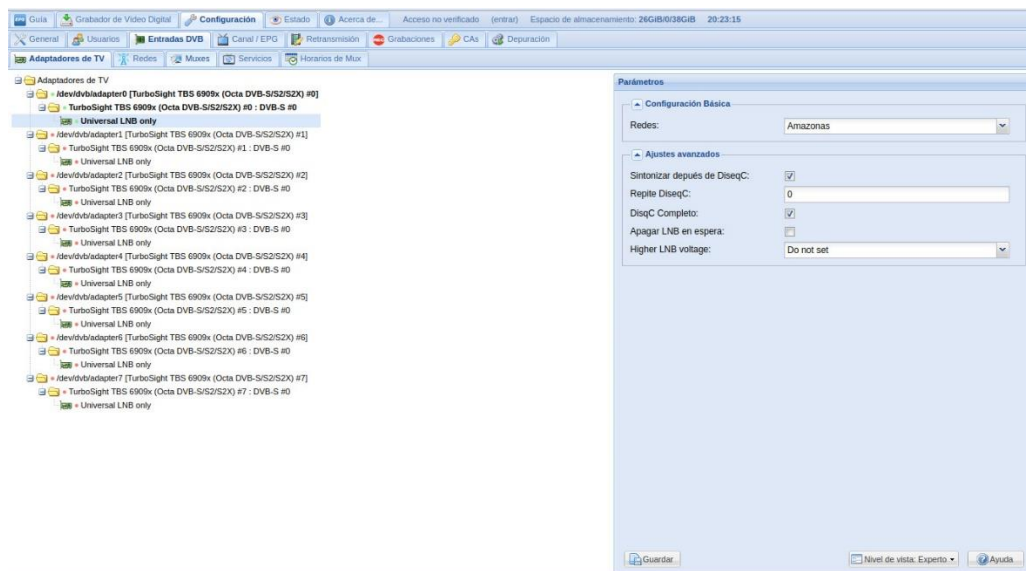 Guía Grabador de Video Digital Configuración Estado Acerca de... Acceso no verificado (entrar) Espacio de almacenamiento: 26GiB/0/38GiB 20:23:15
General Usuarios Entradas DVB Canal / EPG Retransmisión Grabaciones CAs Depuración
Adaptadores de TV Redes Muxes Servicios Horarios de Mux
Adaptadores de TV
/dev/dvb/adapter0 [TurboSight TBS 6909x (Octa DVB-S/S2/S2X) #0]
TurboSight TBS 6909x (Octa DVB-S/S2/S2X) #0 : DVB-S #0
Universal LNB only
/dev/dvb/adapter1 [TurboSight TBS 6909x (Octa DVB-S/S2/S2X) #1]
TurboSight TBS 6909x (Octa DVB-S/S2/S2X) #1 : DVB-S #0
Universal LNB only
/dev/dvb/adapter2 [TurboSight TBS 6909x (Octa DVB-S/S2/S2X) #2]
TurboSight TBS 6909x (Octa DVB-S/S2/S2X) #2 : DVB-S #0
Universal LNB only
/dev/dvb/adapter3 [TurboSight TBS 6909x (Octa DVB-S/S2/S2X) #3]
TurboSight TBS 6909x (Octa DVB-S/S2/S2X) #3 : DVB-S #0
Universal LNB only
/dev/dvb/adapter4 [TurboSight TBS 6909x (Octa DVB-S/S2/S2X) #4]
TurboSight TBS 6909x (Octa DVB-S/S2/S2X) #4 : DVB-S #0
Universal LNB only
/dev/dvb/adapter5 [TurboSight TBS 6909x (Octa DVB-S/S2/S2X) #5]
TurboSight TBS 6909x (Octa DVB-S/S2/S2X) #5 : DVB-S #0
Universal LNB only
/dev/dvb/adapter6 [TurboSight TBS 6909x (Octa DVB-S/S2/S2X) #6]
TurboSight TBS 6909x (Octa DVB-S/S2/S2X) #6 : DVB-S #0
Universal LNB only
/dev/dvb/adapter7 [TurboSight TBS 6909x (Octa DVB-S/S2/S2X) #7]
TurboSight TBS 6909x (Octa DVB-S/S2/S2X) #7 : DVB-S #0
Universal LNB only
Parámetros
Configuración Básica
Redes: Amazonas
Ajustes avanzados
Sintonizar depués de DiseqC:
Repite DiseqC: 0
DisqC Completo:
Apagar LNB en espera:
Higher LNB voltage: Do not set
Guardar Nivel de vista: Experto Ayuda